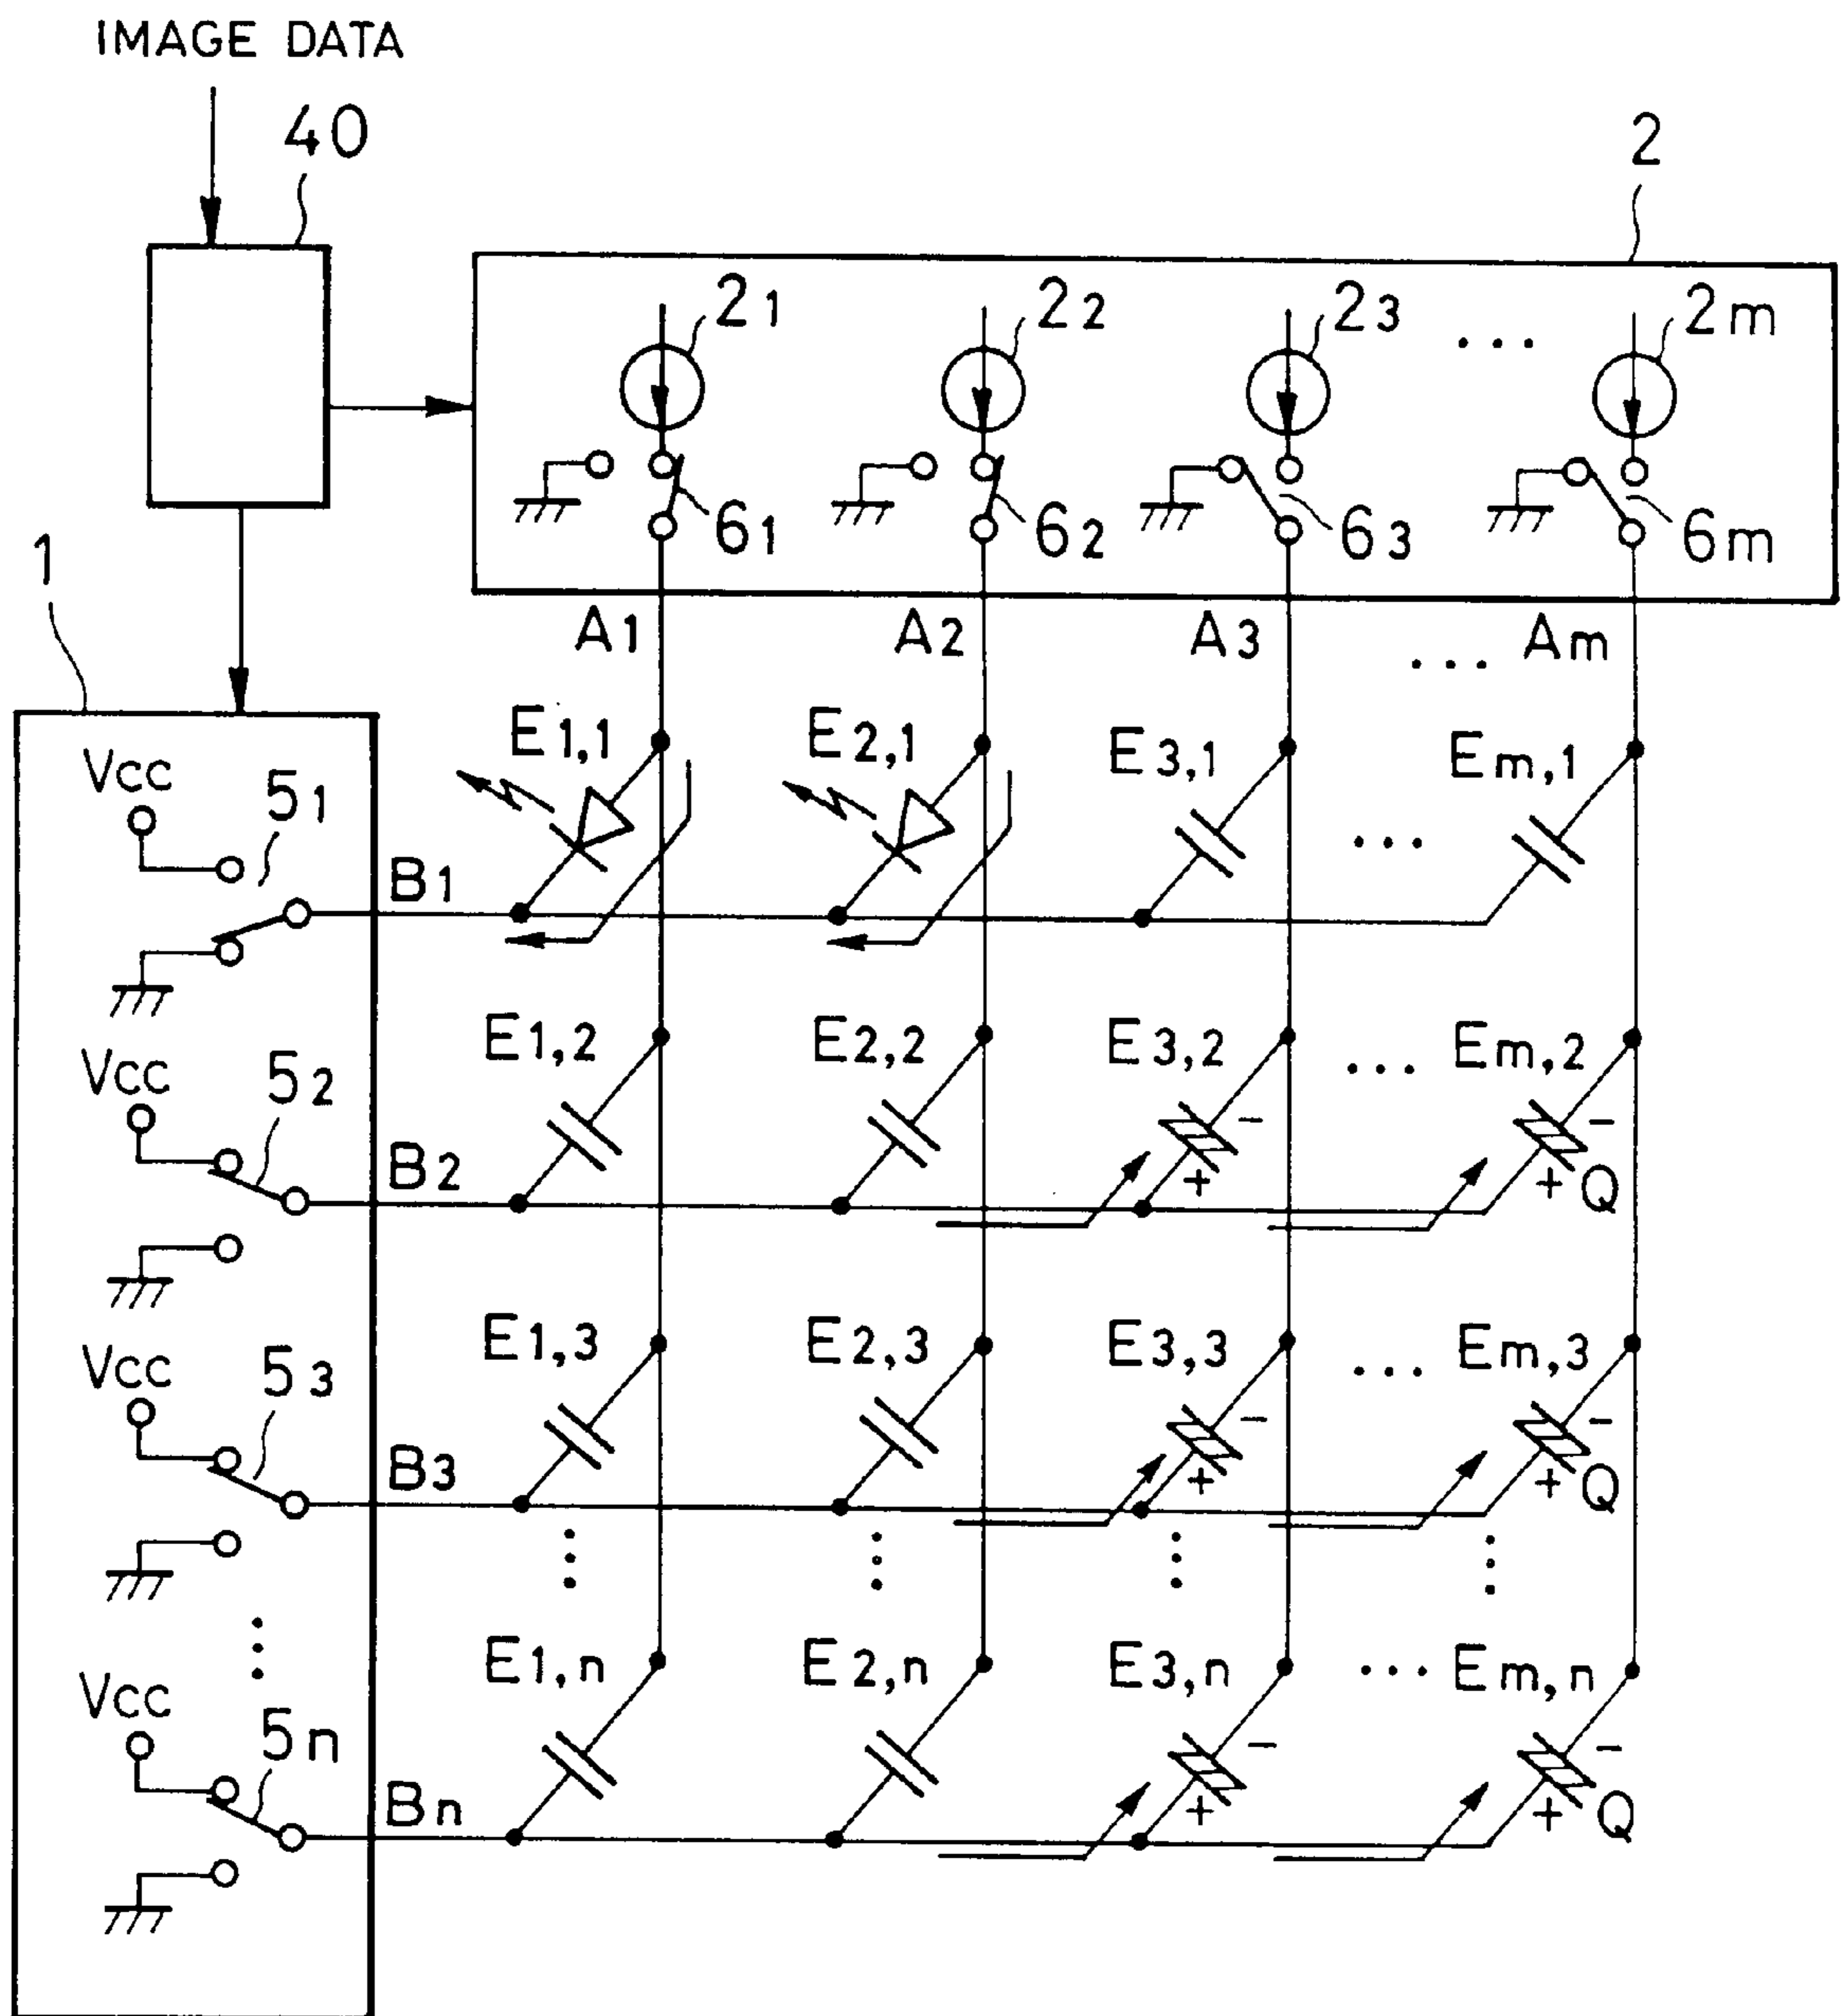 IMAGE DATA
40
2
21 22 23 ... 2m
61 62 63 6m
1
A1 A2 A3 ... Am
E1,1 E2,1 E3,1 ... Em,1
VCC
51
B1
E1,2 E2,2 E3,2 ... Em,2
VCC
52
- -
B2
+ + Q
E1,3 E2,3 E3,3 ... Em,3
VCC
53
- -
B3
+ + Q
E1,n E2,n E3,n ... Em,n
VCC
5n
- -
Bn
+ + Q